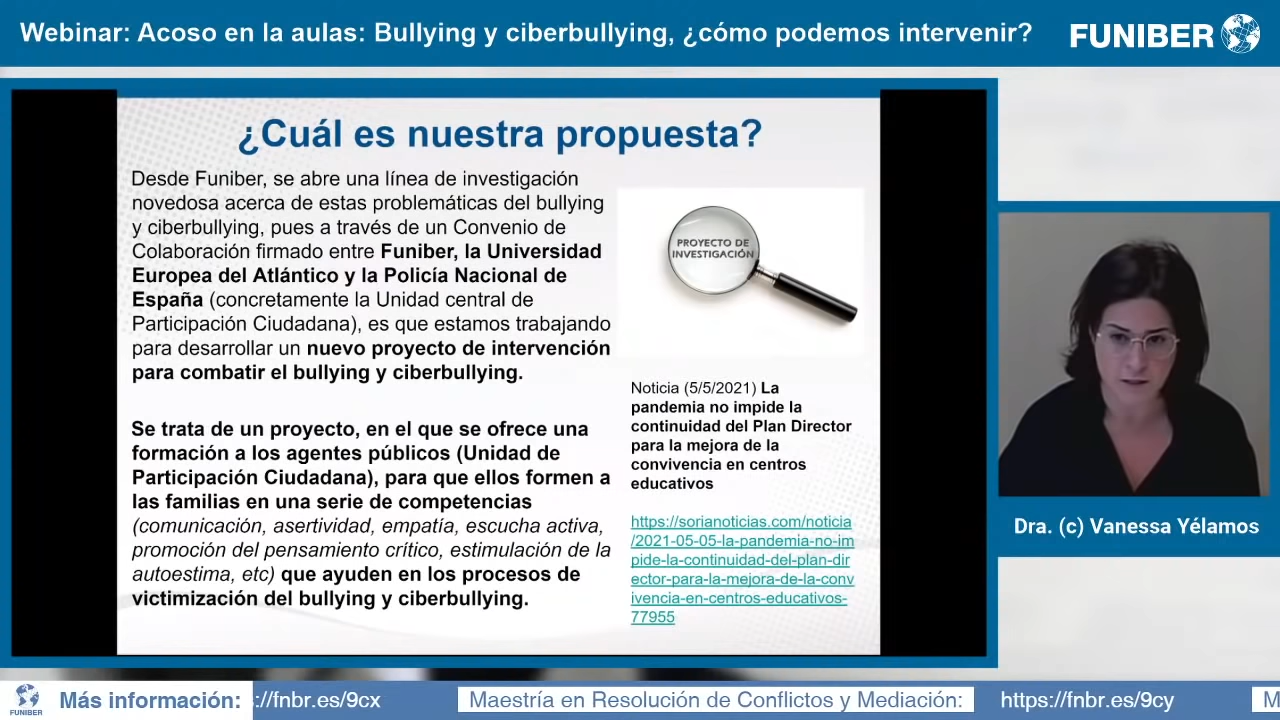 Webinar: Acoso en la aulas: Bullying y ciberbullying, ¿cómo podemos intervenir?
FUNIBER
¿Cuál es nuestra propuesta?
Desde Funiber, se abre una línea de investigación
novedosa acerca de estas problemáticas del bullying
y ciberbullying, pues a través de un Convenio de
Colaboración firmado entre Funiber, la Universidad
Europea del Atlántico y la Policía Nacional de
España (concretamente la Unidad central de
Participación Ciudadana), es que estamos trabajando
para desarrollar un nuevo proyecto de intervención
para combatir el bullying y ciberbullying.
Se trata de un proyecto, en el que se ofrece una
formación a los agentes públicos (Unidad de
Participación Ciudadana), para que ellos formen a
las familias en una serie de competencias
(comunicación, asertividad, empatía, escucha activa,
promoción del pensamiento crítico, estimulación de la
autoestima, etc) que ayuden en los procesos de
victimización del bullying y ciberbullying.
PROYECTO DE
INVESTIGACIÓN
Noticia (5/5/2021) La
pandemia no impide la
continuidad del Plan Director
para la mejora de la
convivencia en centros
educativos
https://sorianoticias.com/noticia
/2021-05-05-la-pandemia-no-im
pide-la-continuidad-del-plan-dir
ector-para-la-mejora-de-la-conv
ivencia-en-centros-educativos-
77955
Dra. (c) Vanessa Yélamos
FUNIBER
Más información:
://fnbr.es/9cx
Maestría en Resolución de Conflictos y Mediación:
https://fnbr.es/9cy
M